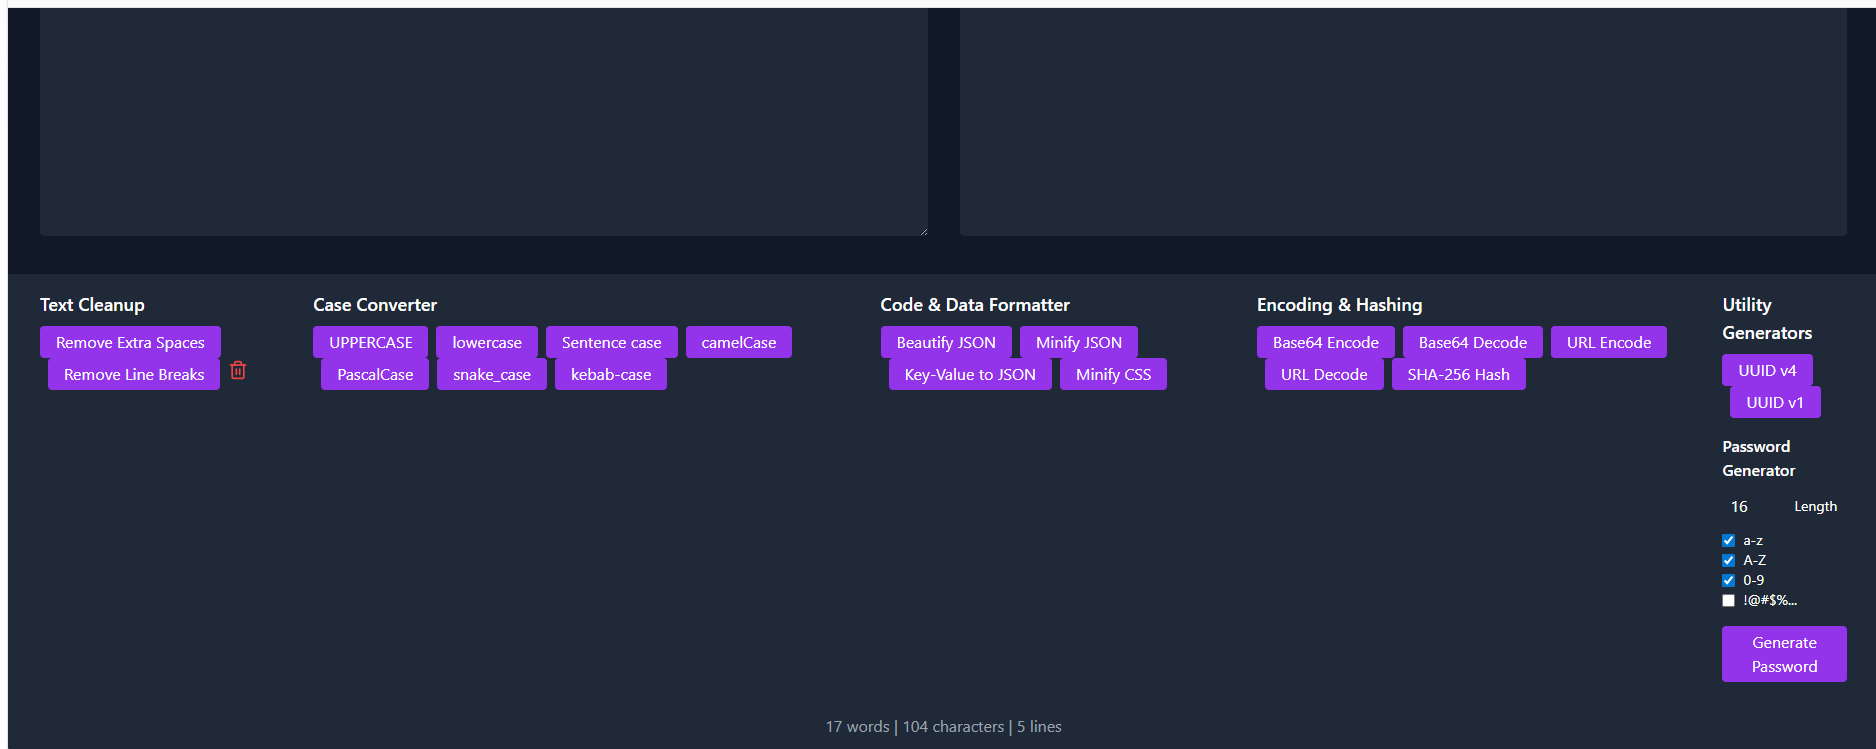 Text Cleanup
Remove Extra Spaces
Remove Line Breaks
Case Converter
UPPERCASE lowercase Sentence case camelCase
PascalCase snake_case kebab-case
Code & Data Formatter
Beautify JSON Minify JSON
Key-Value to JSON Minify CSS
Encoding & Hashing
Base64 Encode Base64 Decode URL Encode
URL Decode SHA-256 Hash
Utility
Generators
UUID v4
UUID v1
Password
Generator
16 Length
a-z
A-Z
0-9
!@#$%...
Generate
Password
17 words | 104 characters | 5 lines